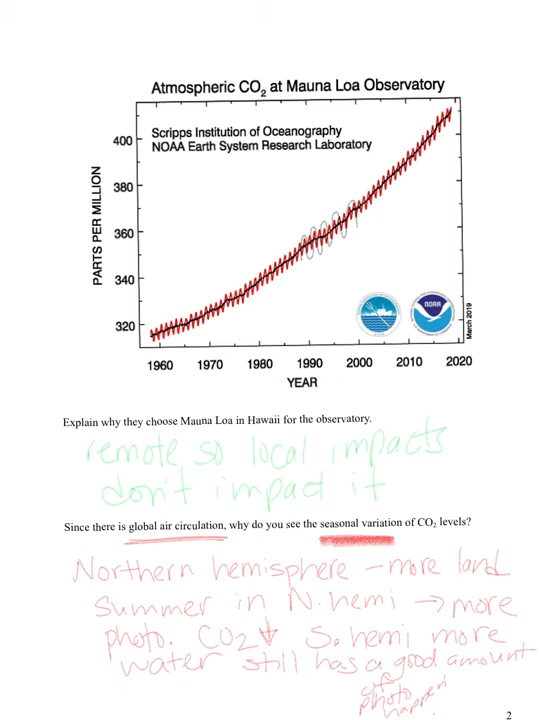 Atmospheric CO₂ at Mauna Loa Observatory
Scripps Institution of Oceanography
NOAA Earth System Research Laboratory
PARTS PER MILLION
400
380
360
340
320
NOAA
March 2019
1960 1970 1980 1990 2000 2010 2020
YEAR
Explain why they choose Mauna Loa in Hawaii for the observatory.
remote so local impacts
don't impact it
Since there is global air circulation, why do you see the seasonal variation of CO₂ levels?
Northern hemisphere – more land
Summer in N. hemi → more
photo. CO₂ ↓ S. hemi more
water still has a good amount
of
photo happen
2